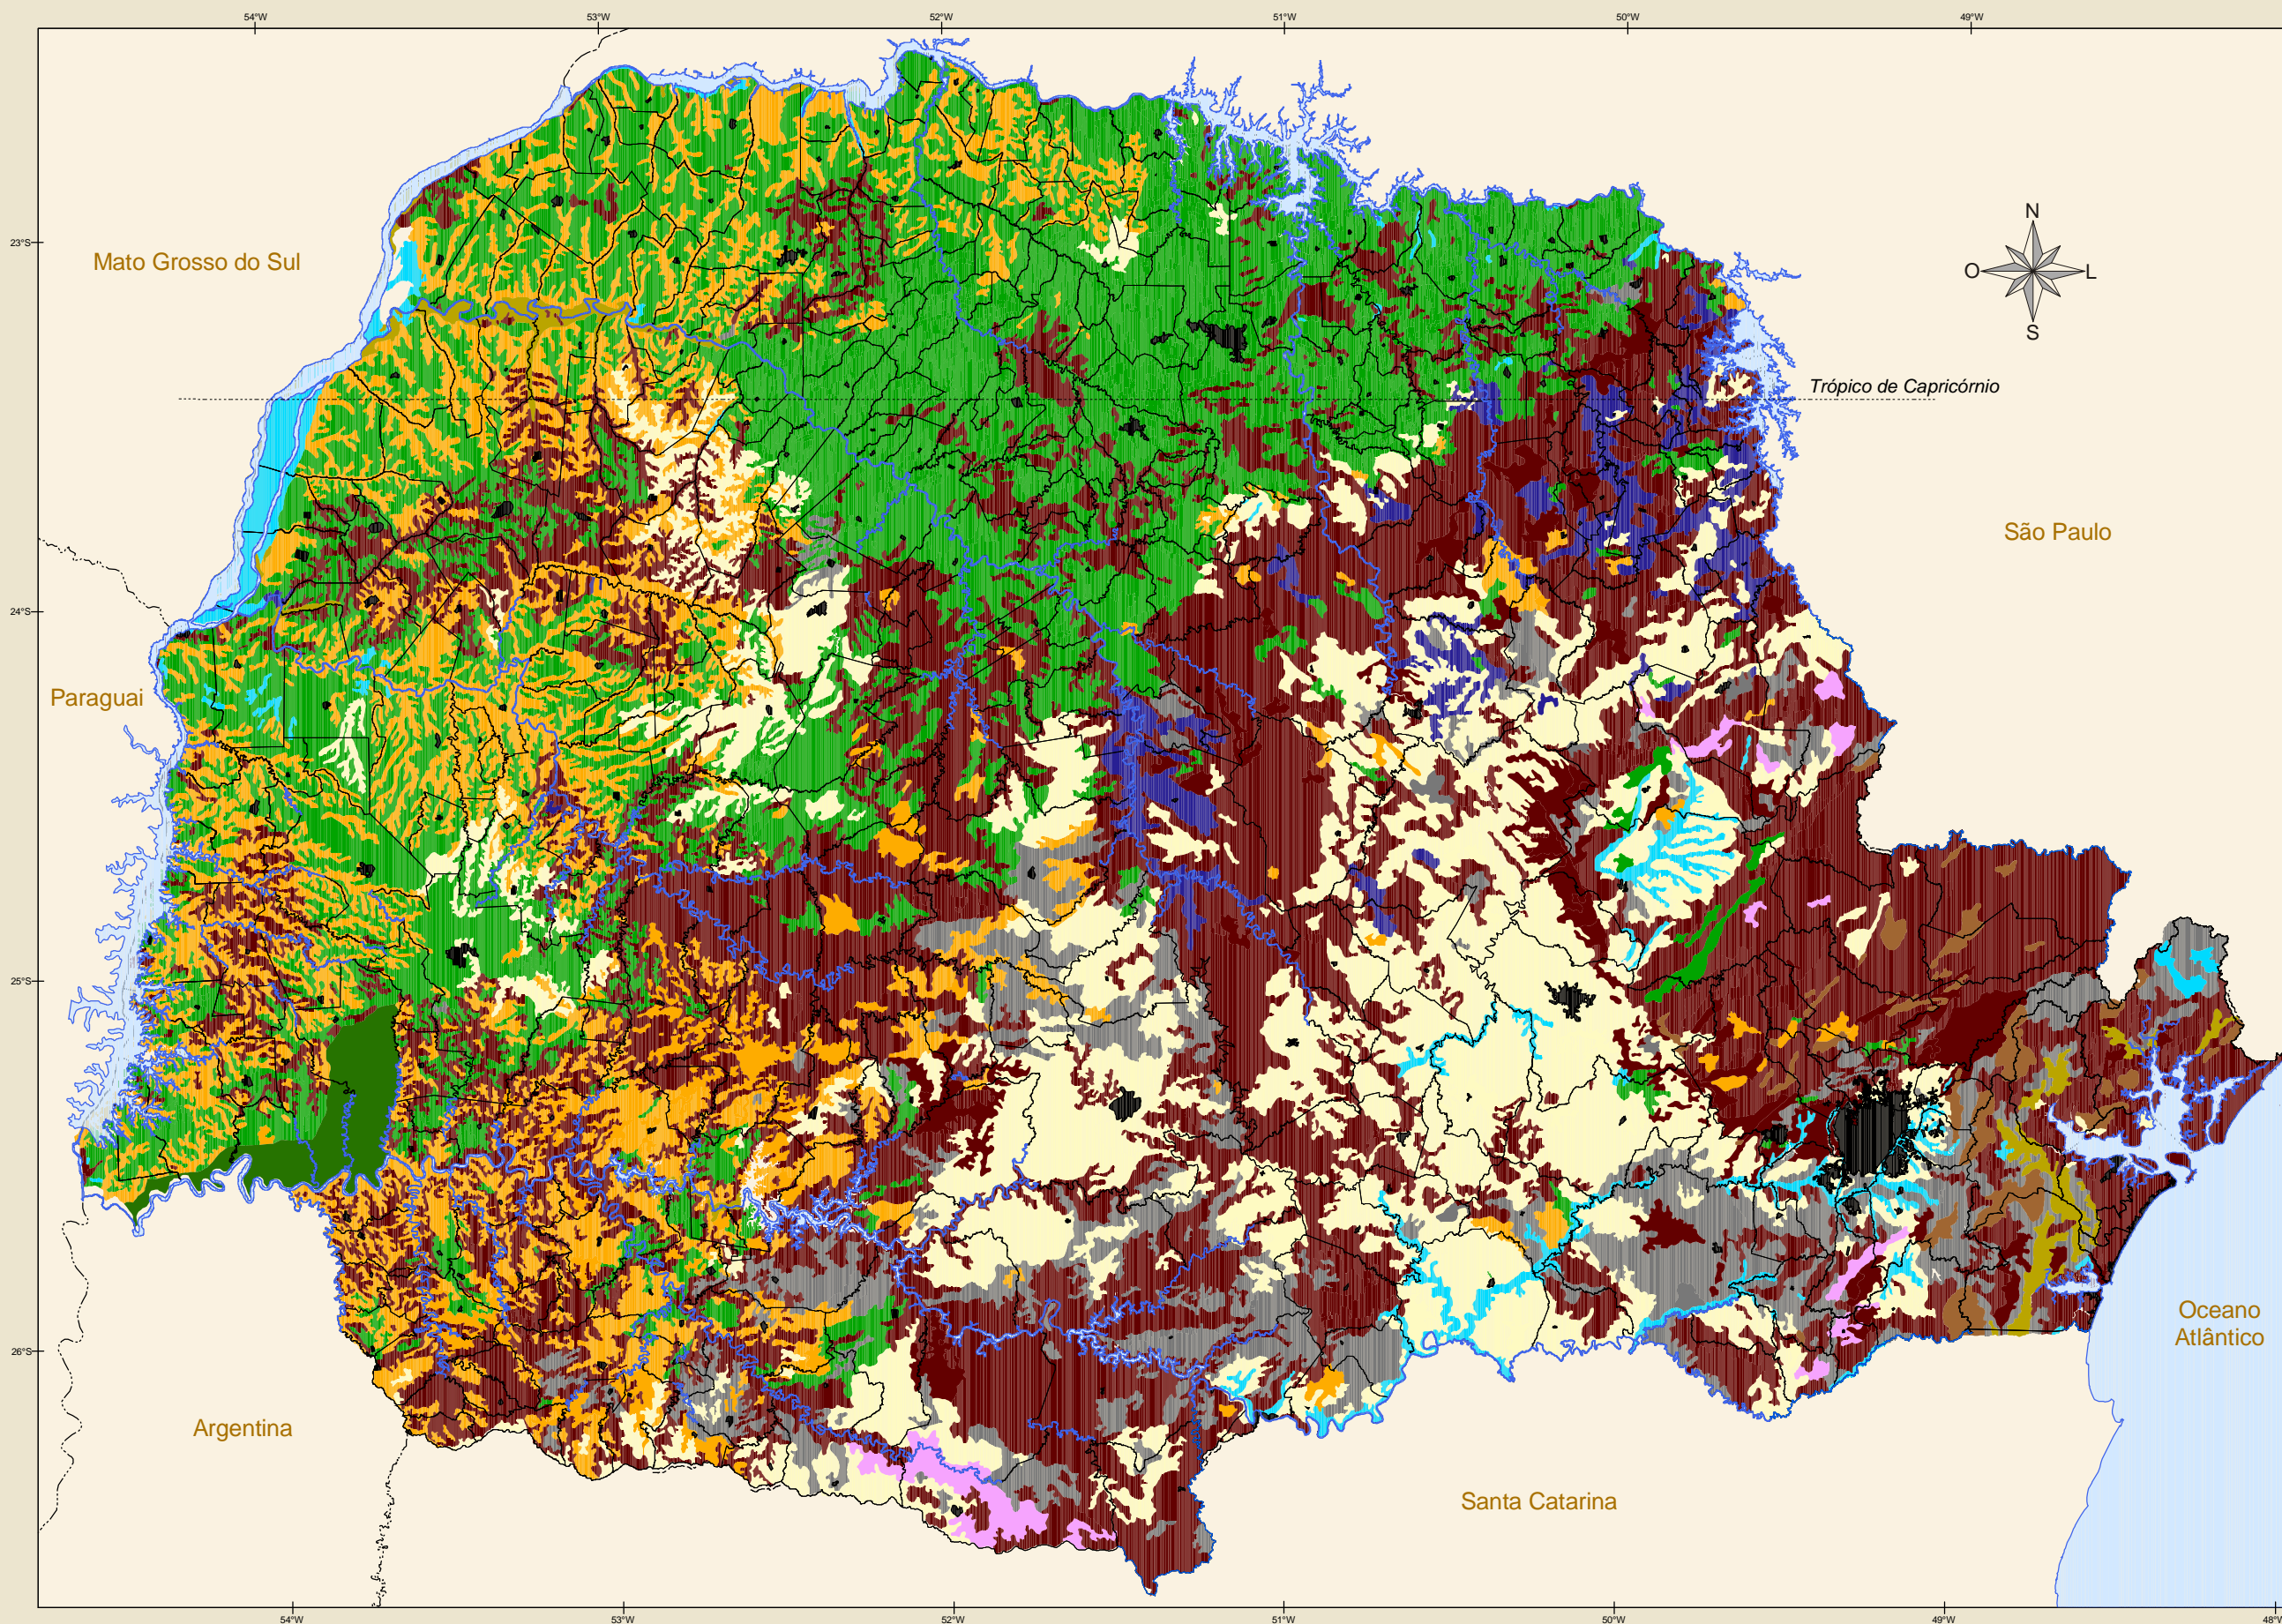 54°W 53°W 52°W 51°W 50°W 49°W
N
23°S
Mato Grosso do Sul
O L
S
Trópico de Capricórnio
São Paulo
24°S
Paraguai
25°S
Oceano
Atlântico
26°S
Argentina
Santa Catarina
54°W 53°W 52°W 51°W 50°W 49°W 48°W